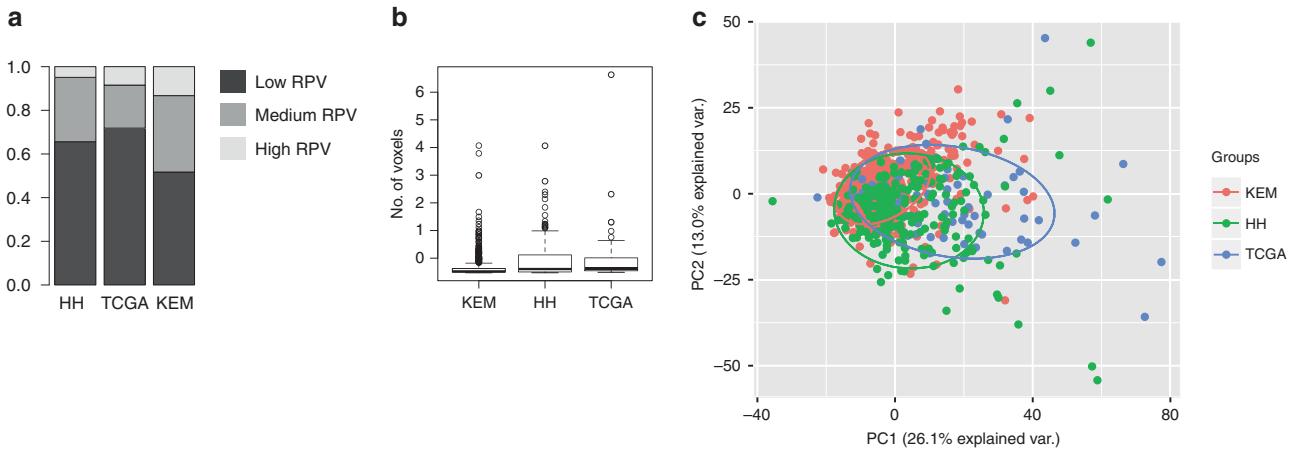 a
1.0
0.8
0.6
0.4
0.2
0.0
HH TCGA KEM
Low RPV
Medium RPV
High RPV
b
No. of voxels
6
5
4
3
2
1
0
KEM HH TCGA
c
PC2 (13.0% explained var.)
50
25
0
−25
−50
−40 0 40 80
PC1 (26.1% explained var.)
Groups
KEM
HH
TCGA